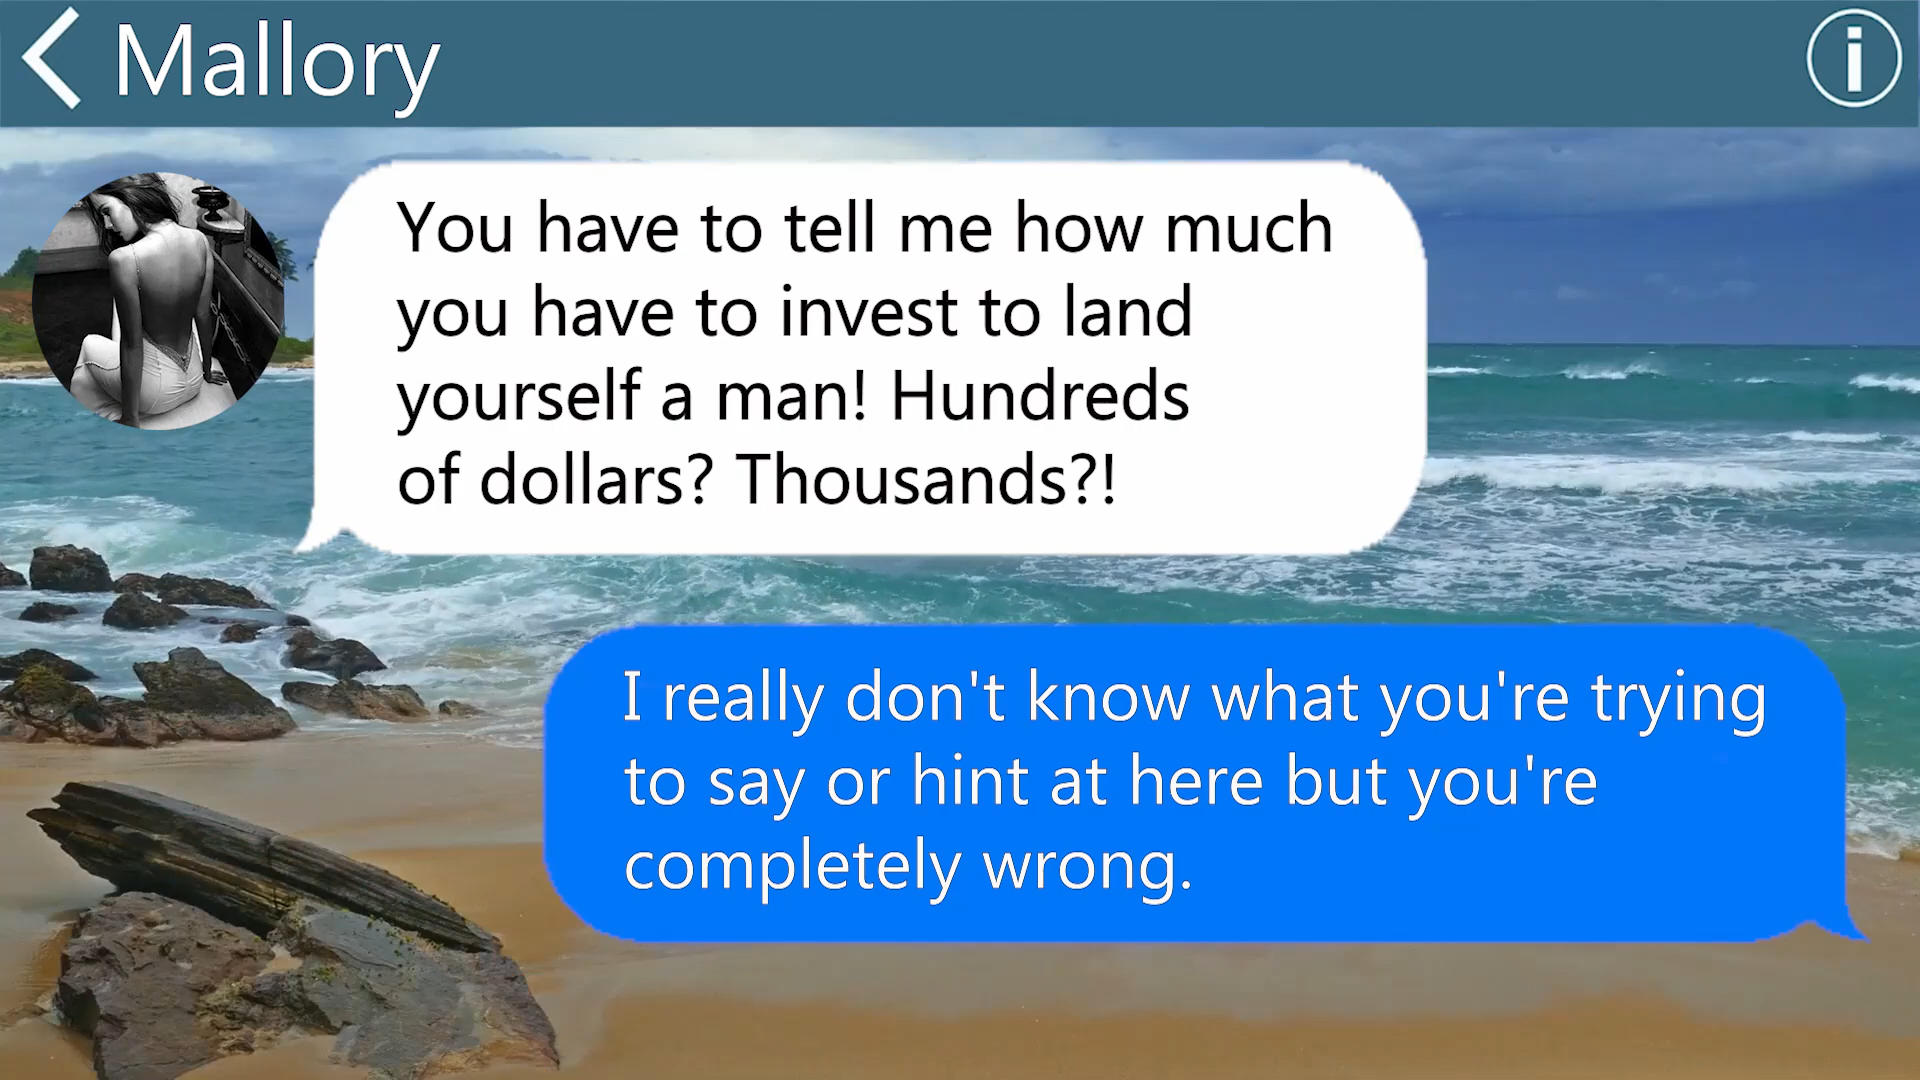 Mallory
You have to tell me how much
you have to invest to land
yourself a man! Hundreds
of dollars? Thousands?!
I really don't know what you're trying
to say or hint at here but you're
completely wrong.